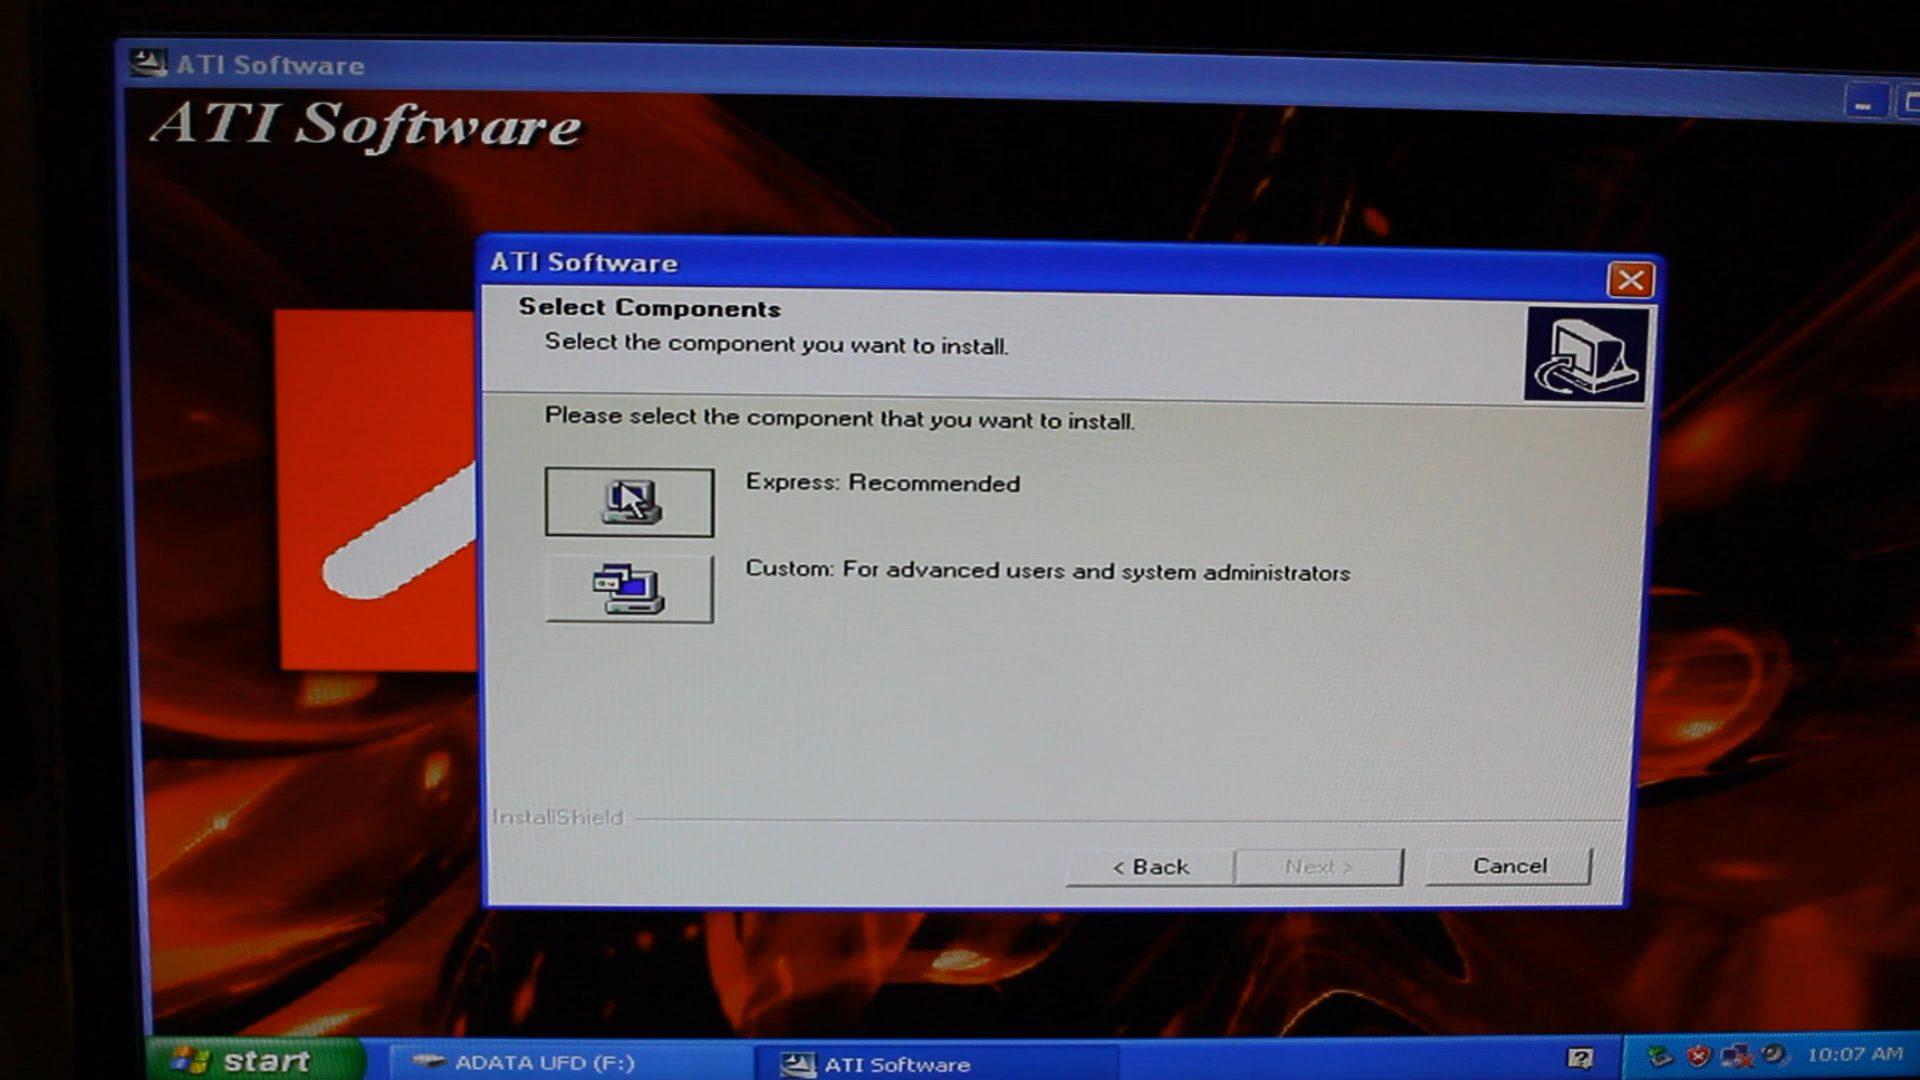 ATI Software
ATI Software
ATI Software
Select Components
Select the component you want to install.
Please select the component that you want to install.
Express: Recommended
Custom: For advanced users and system administrators
InstallShield
< Back
Next >
Cancel
start
ADATA UFD (F:)
ATI Software
10:07 AM